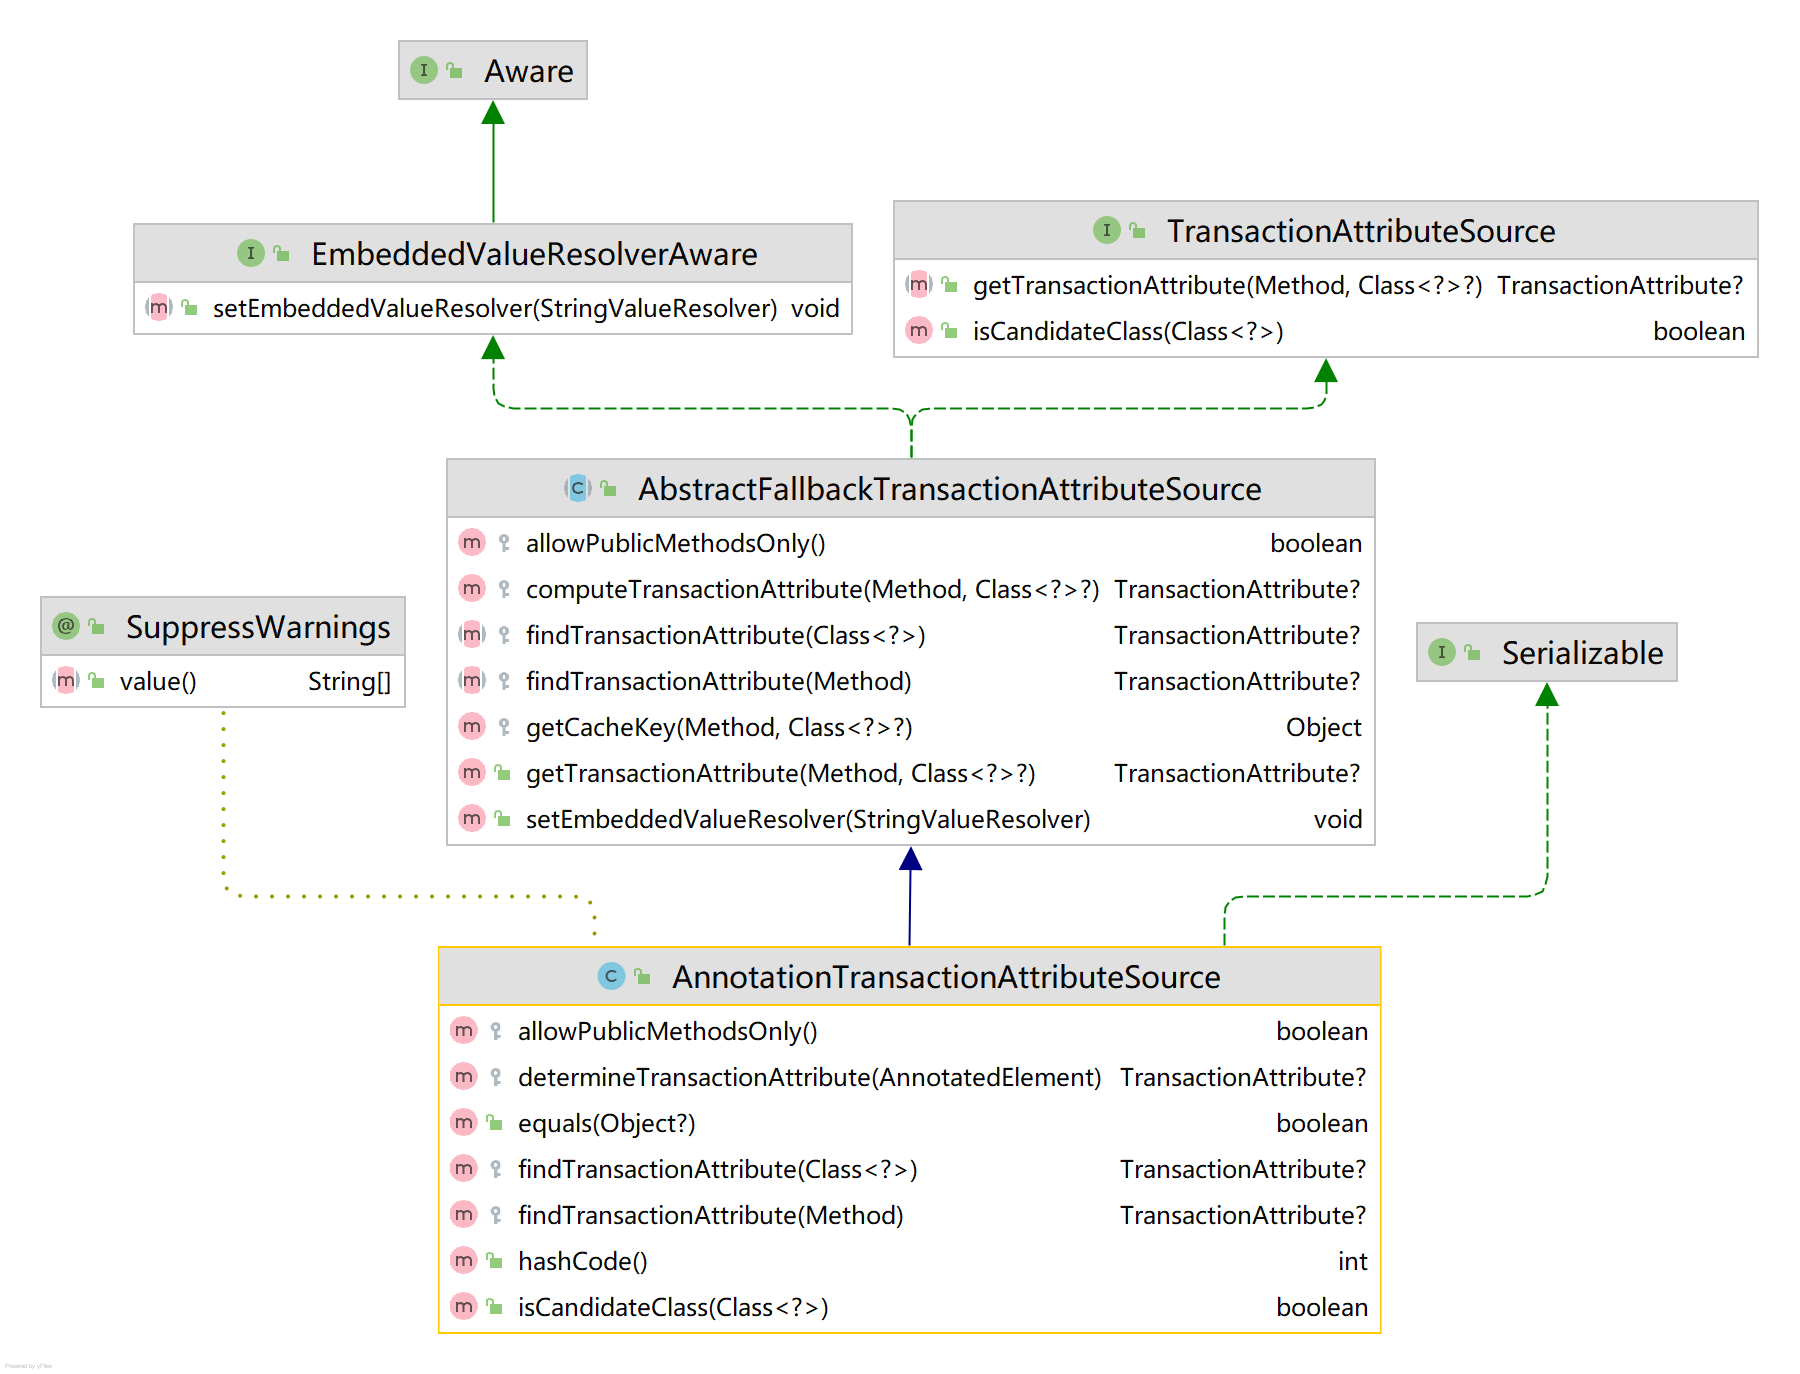 Aware
EmbeddedValueResolverAware
setEmbeddedValueResolver(StringValueResolver) void
TransactionAttributeSource
getTransactionAttribute(Method, Class<?>?) TransactionAttribute?
isCandidateClass(Class<?>) boolean
AbstractFallbackTransactionAttributeSource
allowPublicMethodsOnly() boolean
computeTransactionAttribute(Method, Class<?>?) TransactionAttribute?
findTransactionAttribute(Class<?>) TransactionAttribute?
findTransactionAttribute(Method) TransactionAttribute?
getCacheKey(Method, Class<?>?) Object
getTransactionAttribute(Method, Class<?>?) TransactionAttribute?
setEmbeddedValueResolver(StringValueResolver) void
SuppressWarnings
value() String[]
Serializable
AnnotationTransactionAttributeSource
allowPublicMethodsOnly() boolean
determineTransactionAttribute(AnnotatedElement) TransactionAttribute?
equals(Object?) boolean
findTransactionAttribute(Class<?>) TransactionAttribute?
findTransactionAttribute(Method) TransactionAttribute?
hashCode() int
isCandidateClass(Class<?>) boolean
Powered by yFiles